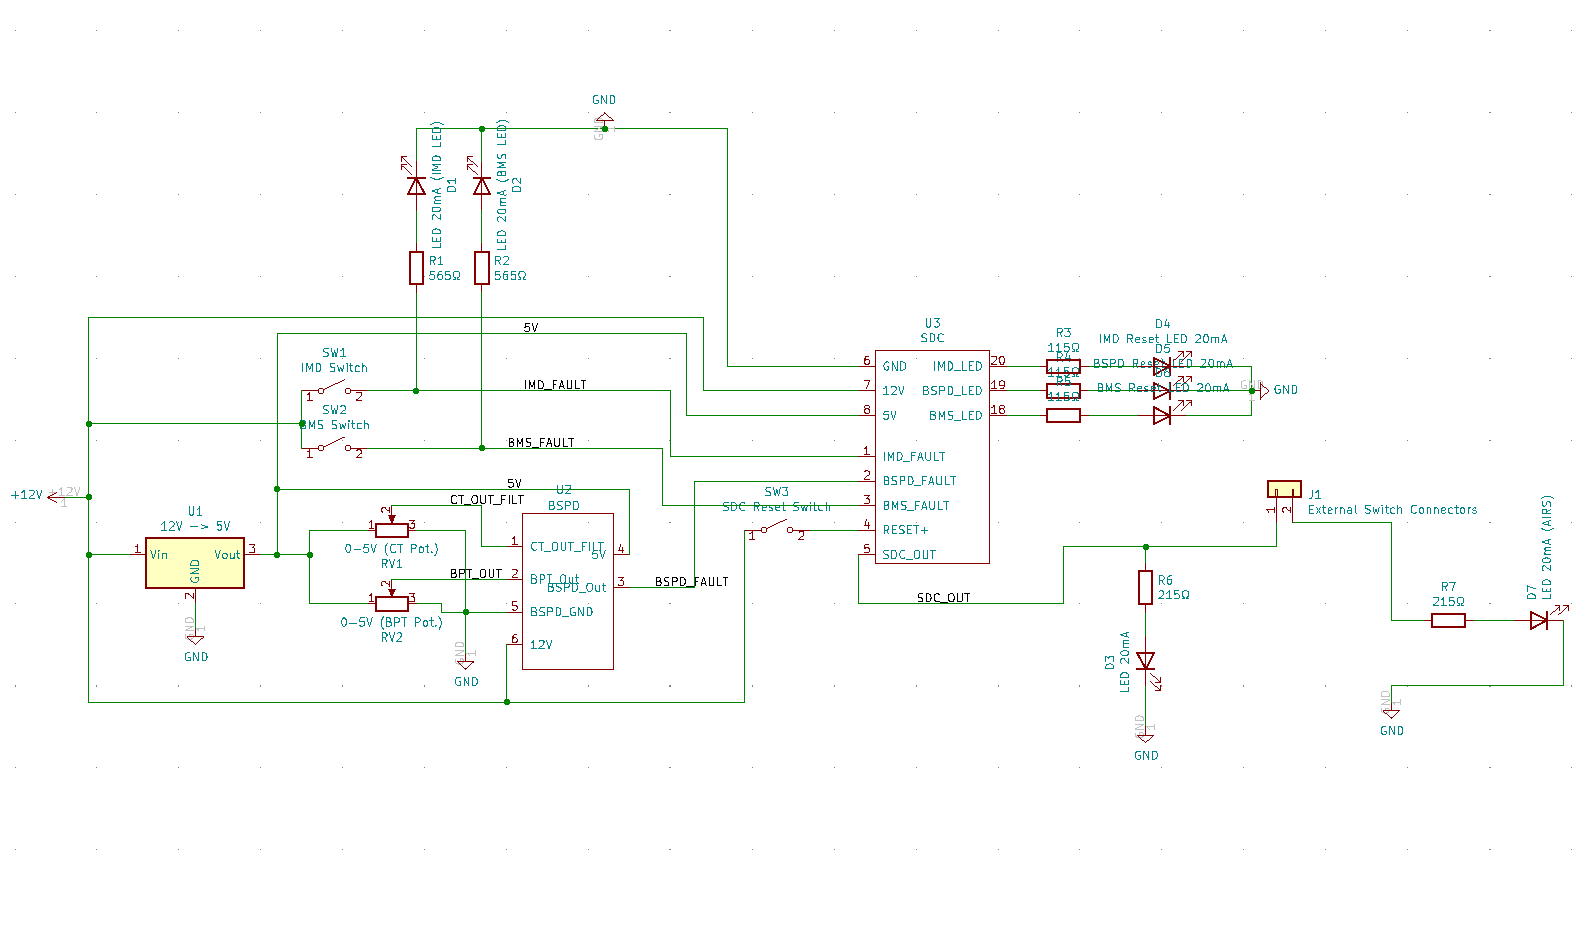 GND
GND
1
LED 20mA (IMD LED)
D1
LED 20mA (BMS LED)
D2
R1
565Ω
R2
565Ω
5V
SW1
IMD Switch
1
2
IMD_FAULT
SW2
BMS Switch
1
2
BMS_FAULT
U3
SDC
6
GND
7
12V
8
5V
1
IMD_FAULT
2
BSPD_FAULT
3
BMS_FAULT
4
RESET+
5
SDC_OUT
IMD_LED
20
BSPD_LED
19
BMS_LED
18
R3
115Ω
R4
115Ω
R5
115Ω
D4
IMD Reset LED 20mA
D5
BSPD Reset LED 20mA
D6
BMS Reset LED 20mA
GND
1
GND
+12V
+12V
1
U1
12V -> 5V
1
Vin
Vout
3
GND
2
GND
1
GND
5V
CT_OUT_FILT
1
2
3
0-5V (CT Pot.)
RV1
BPT_OUT
1
2
3
0-5V (BPT Pot.)
RV2
GND
1
GND
U2
BSPD
1
CT_OUT_FILT
5V
4
2
BPT_Out
BSPD_Out
3
5
BSPD_GND
6
12V
BSPD_FAULT
SW3
SDC Reset Switch
1
2
SDC_OUT
J1
External Switch Connectors
1
2
R6
215Ω
D3
LED 20mA
GND
1
GND
R7
215Ω
D7
LED 20mA (AIRS)
GND
1
GND